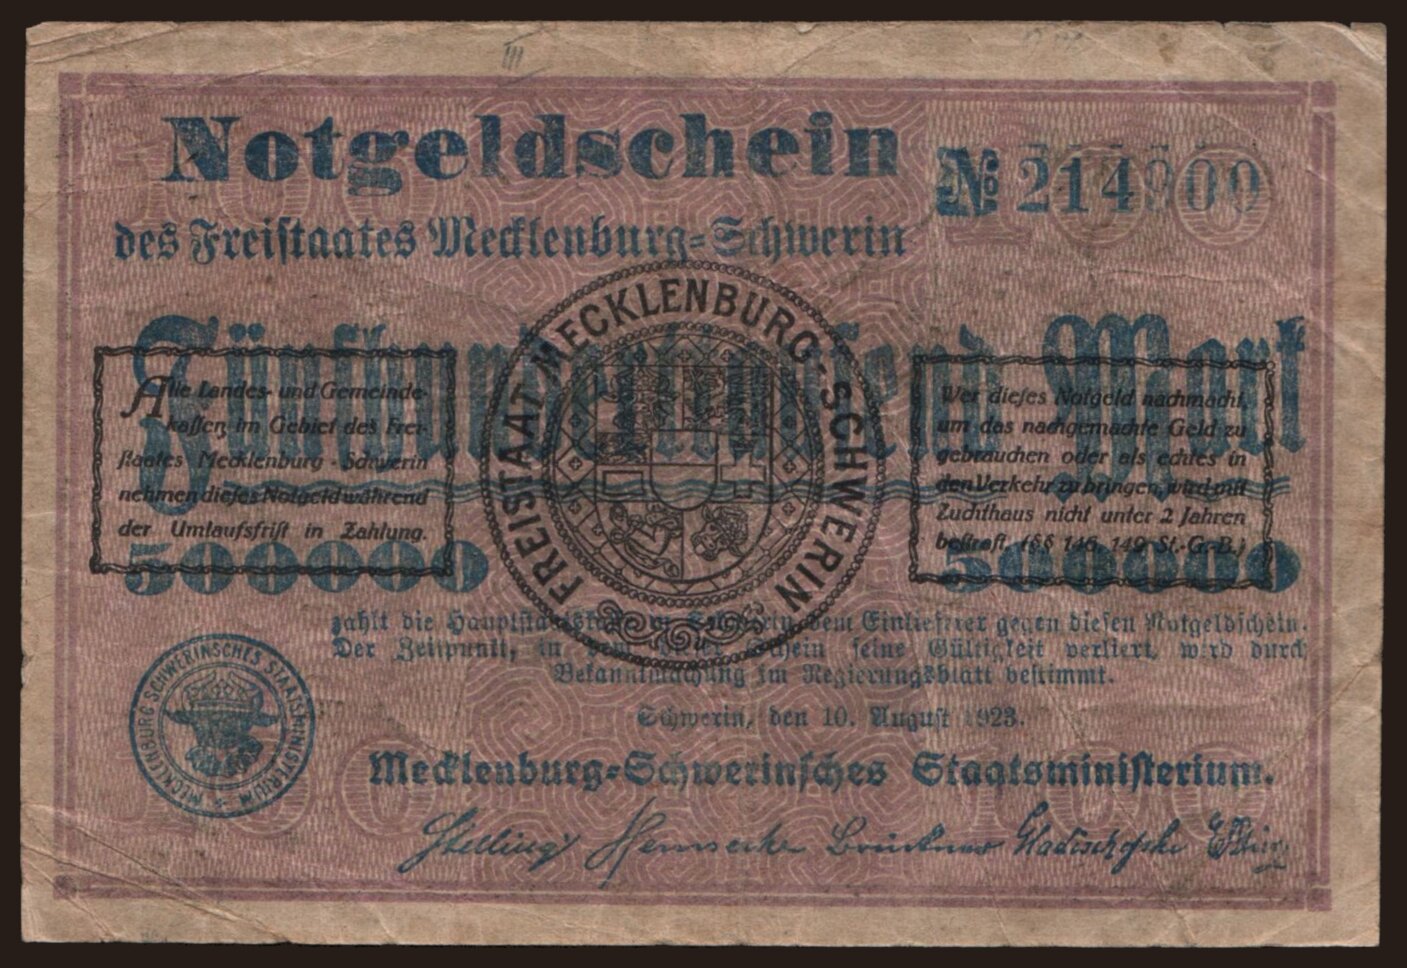 Notgeldschein
№ 214900
des Freistaates Mecklenburg-Schwerin
Fünfhunderttausend Mark
FREISTAAT MECKLENBURG-SCHWERIN
Alle Landes- und Gemeinde-
kassen im Gebiet des Frei-
staates Mecklenburg-Schwerin
nehmen dieses Notgeld während
der Umlaufsfrist in Zahlung.
Wer dieses Notgeld nachmacht,
um das nachgemachte Geld zu
gebrauchen oder als echtes in
den Verkehr zu bringen, wird mit
Zuchthaus nicht unter 2 Jahren
bestraft. (§§ 146, 149 St.-G.-B.)
500000
500000
zahlt die Hauptstaatskasse in Schwerin dem Einlieferer gegen diesen Notgeldschein.
Der Zeitpunkt, in dem dieser Schein seine Gültigkeit verliert, wird durch
Bekanntmachung im Regierungsblatt bestimmt.
Schwerin, den 10. August 1923.
MECKLENBURG SCHWERINSCHES STAATSMINISTERIUM
Mecklenburg-Schwerinsches Staatsministerium.
Stelling Hennecke
100
100
100